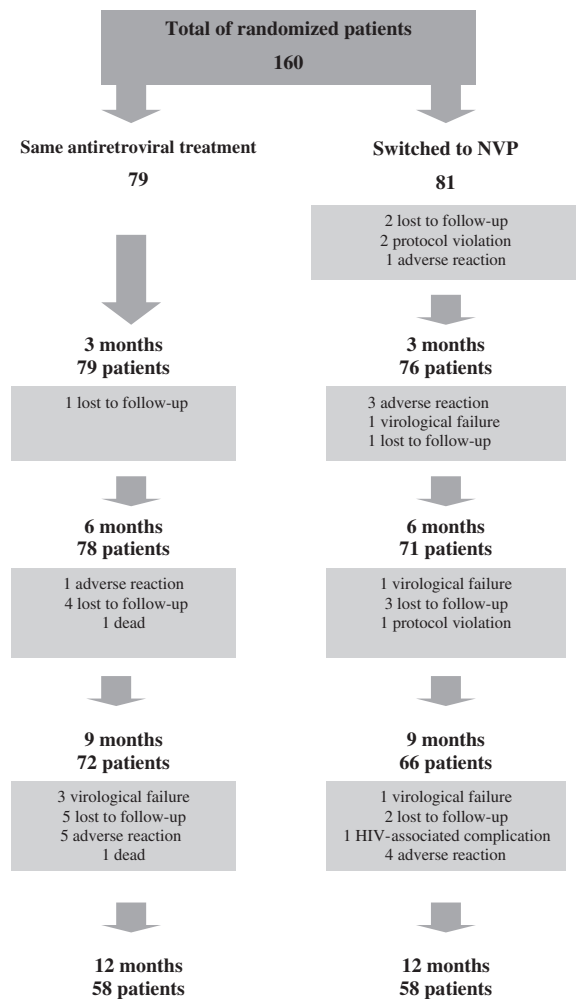 Total of randomized patients
160
Same antiretroviral treatment
79
Switched to NVP
81
2 lost to follow-up
2 protocol violation
1 adverse reaction
3 months
79 patients
3 months
76 patients
1 lost to follow-up
3 adverse reaction
1 virological failure
1 lost to follow-up
6 months
78 patients
6 months
71 patients
1 adverse reaction
4 lost to follow-up
1 dead
1 virological failure
3 lost to follow-up
1 protocol violation
9 months
72 patients
9 months
66 patients
3 virological failure
5 lost to follow-up
5 adverse reaction
1 dead
1 virological failure
2 lost to follow-up
1 HIV-associated complication
4 adverse reaction
12 months
58 patients
12 months
58 patients